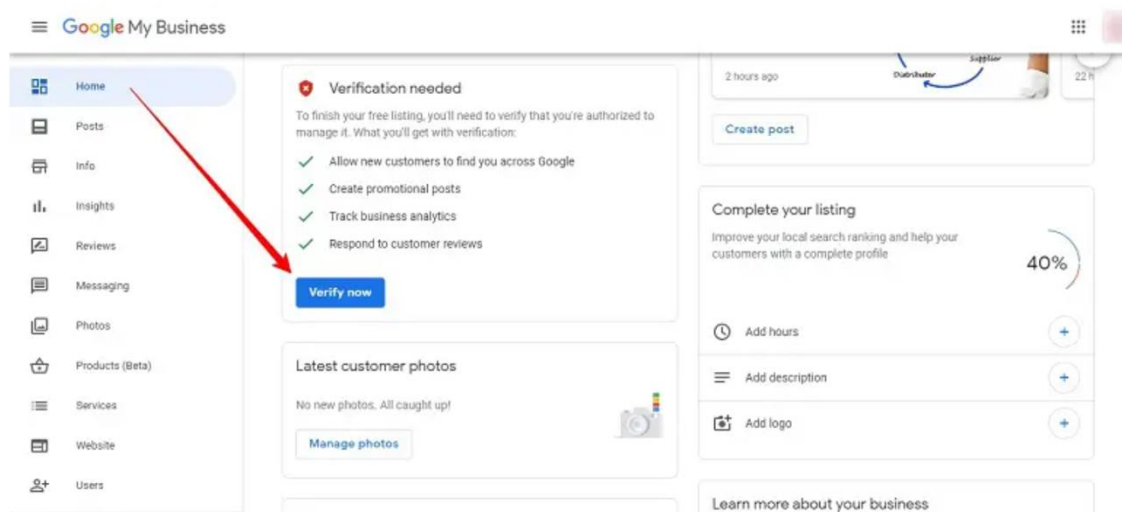 Google My Business
Home
Posts
Info
Insights
Reviews
Messaging
Photos
Products (Beta)
Services
Website
Users
Verification needed
To finish your free listing, you'll need to verify that you're authorized to
manage it. What you'll get with verification:
Allow new customers to find you across Google
Create promotional posts
Track business analytics
Respond to customer reviews
Verify now
Latest customer photos
No new photos. All caught up!
Manage photos
Supplier
Distributor
2 hours ago
22 h
Create post
Complete your listing
Improve your local search ranking and help your
customers with a complete profile
40%
Add hours
Add description
Add logo
Learn more about your business